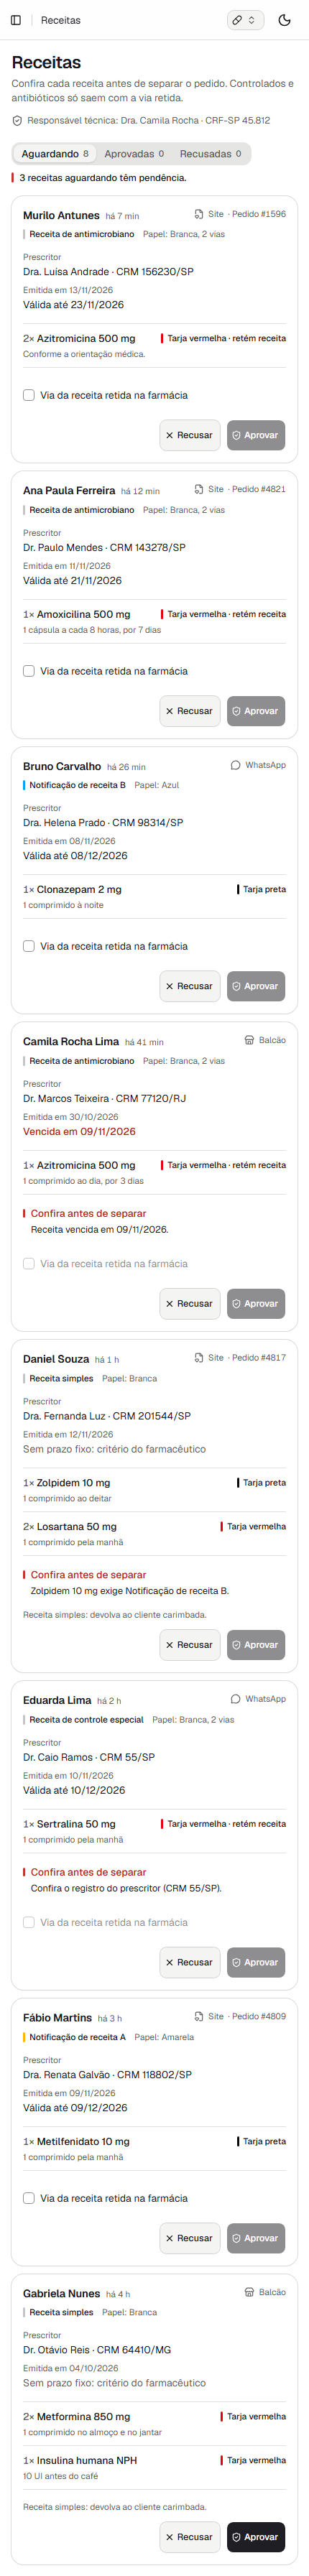 Receitas
Receitas
Confira cada receita antes de separar o pedido. Controlados e
antibióticos só saem com a via retida.
Responsável técnica: Dra. Camila Rocha · CRF-SP 45.812
Aguardando 8 Aprovadas 0 Recusadas 0
3 receitas aguardando têm pendência.
Murilo Antunes há 7 min Site · Pedido #1596
Receita de antimicrobiano Papel: Branca, 2 vias
Prescritor
Dra. Luísa Andrade · CRM 156230/SP
Emitida em 13/11/2026
Válida até 23/11/2026
2× Azitromicina 500 mg Tarja vermelha · retém receita
Conforme a orientação médica.
Via da receita retida na farmácia
Recusar Aprovar
Ana Paula Ferreira há 12 min Site · Pedido #4821
Receita de antimicrobiano Papel: Branca, 2 vias
Prescritor
Dr. Paulo Mendes · CRM 143278/SP
Emitida em 11/11/2026
Válida até 21/11/2026
1× Amoxicilina 500 mg Tarja vermelha · retém receita
1 cápsula a cada 8 horas, por 7 dias
Via da receita retida na farmácia
Recusar Aprovar
Bruno Carvalho há 26 min WhatsApp
Notificação de receita B Papel: Azul
Prescritor
Dra. Helena Prado · CRM 98314/SP
Emitida em 08/11/2026
Válida até 08/12/2026
1× Clonazepam 2 mg Tarja preta
1 comprimido à noite
Via da receita retida na farmácia
Recusar Aprovar
Camila Rocha Lima há 41 min Balcão
Receita de antimicrobiano Papel: Branca, 2 vias
Prescritor
Dr. Marcos Teixeira · CRM 77120/RJ
Emitida em 30/10/2026
Vencida em 09/11/2026
1× Azitromicina 500 mg Tarja vermelha · retém receita
1 comprimido ao dia, por 3 dias
Confira antes de separar
Receita vencida em 09/11/2026.
Via da receita retida na farmácia
Recusar Aprovar
Daniel Souza há 1 h Site · Pedido #4817
Receita simples Papel: Branca
Prescritor
Dra. Fernanda Luz · CRM 201544/SP
Emitida em 12/11/2026
Sem prazo fixo: critério do farmacêutico
1× Zolpidem 10 mg Tarja preta
1 comprimido ao deitar
2× Losartana 50 mg Tarja vermelha
1 comprimido pela manhã
Confira antes de separar
Zolpidem 10 mg exige Notificação de receita B.
Receita simples: devolva ao cliente carimbada.
Recusar Aprovar
Eduarda Lima há 2 h WhatsApp
Receita de controle especial Papel: Branca, 2 vias
Prescritor
Dr. Caio Ramos · CRM 55/SP
Emitida em 10/11/2026
Válida até 10/12/2026
1× Sertralina 50 mg Tarja vermelha · retém receita
1 comprimido pela manhã
Confira antes de separar
Confira o registro do prescritor (CRM 55/SP).
Via da receita retida na farmácia
Recusar Aprovar
Fábio Martins há 3 h Site · Pedido #4809
Notificação de receita A Papel: Amarela
Prescritor
Dra. Renata Galvão · CRM 118802/SP
Emitida em 09/11/2026
Válida até 09/12/2026
1× Metilfenidato 10 mg Tarja preta
1 comprimido pela manhã
Via da receita retida na farmácia
Recusar Aprovar
Gabriela Nunes há 4 h Balcão
Receita simples Papel: Branca
Prescritor
Dr. Otávio Reis · CRM 64410/MG
Emitida em 04/10/2026
Sem prazo fixo: critério do farmacêutico
2× Metformina 850 mg Tarja vermelha
1 comprimido no almoço e no jantar
1× Insulina humana NPH Tarja vermelha
10 UI antes do café
Receita simples: devolva ao cliente carimbada.
Recusar Aprovar